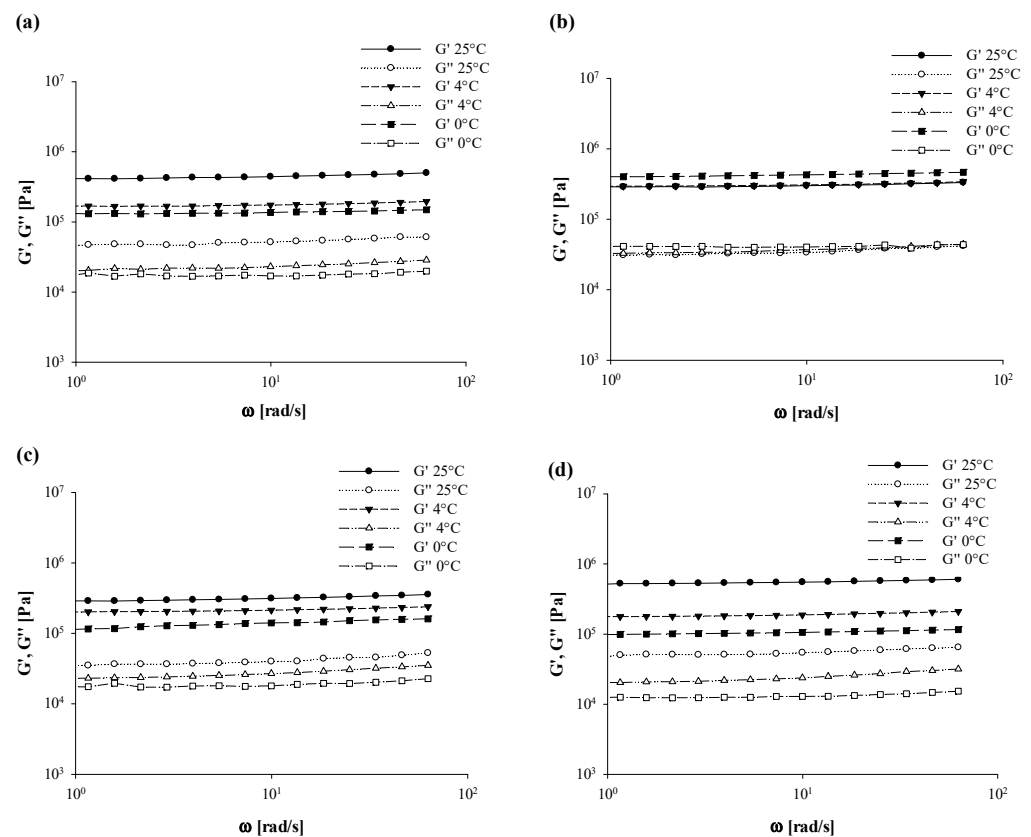 (a)
G' 25°C
G'' 25°C
G' 4°C
G'' 4°C
G' 0°C
G'' 0°C
10⁷
10⁶
10⁵
10⁴
10³
G', G'' [Pa]
10⁰
10¹
10²
ω [rad/s]
(b)
G' 25°C
G'' 25°C
G' 4°C
G'' 4°C
G' 0°C
G'' 0°C
10⁷
10⁶
10⁵
10⁴
10³
G', G'' [Pa]
10⁰
10¹
10²
ω [rad/s]
(c)
G' 25°C
G'' 25°C
G' 4°C
G'' 4°C
G' 0°C
G'' 0°C
10⁷
10⁶
10⁵
10⁴
10³
G', G'' [Pa]
10⁰
10¹
10²
ω [rad/s]
(d)
G' 25°C
G'' 25°C
G' 4°C
G'' 4°C
G' 0°C
G'' 0°C
10⁷
10⁶
10⁵
10⁴
10³
G', G'' [Pa]
10⁰
10¹
10²
ω [rad/s]